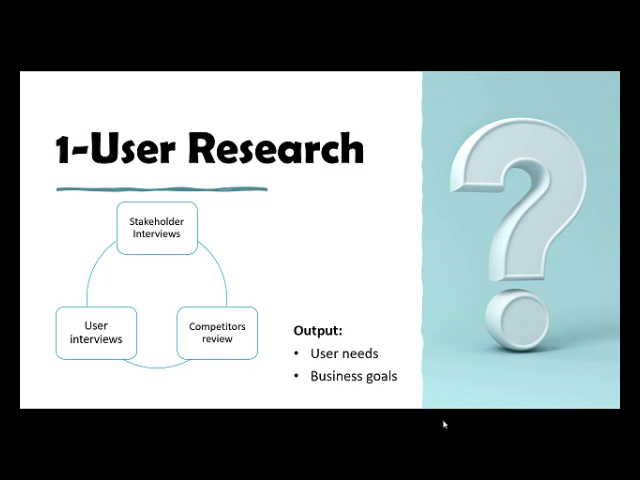 1-User Research
Stakeholder
Interviews
User
interviews
Competitors
review
Output:
• User needs
• Business goals